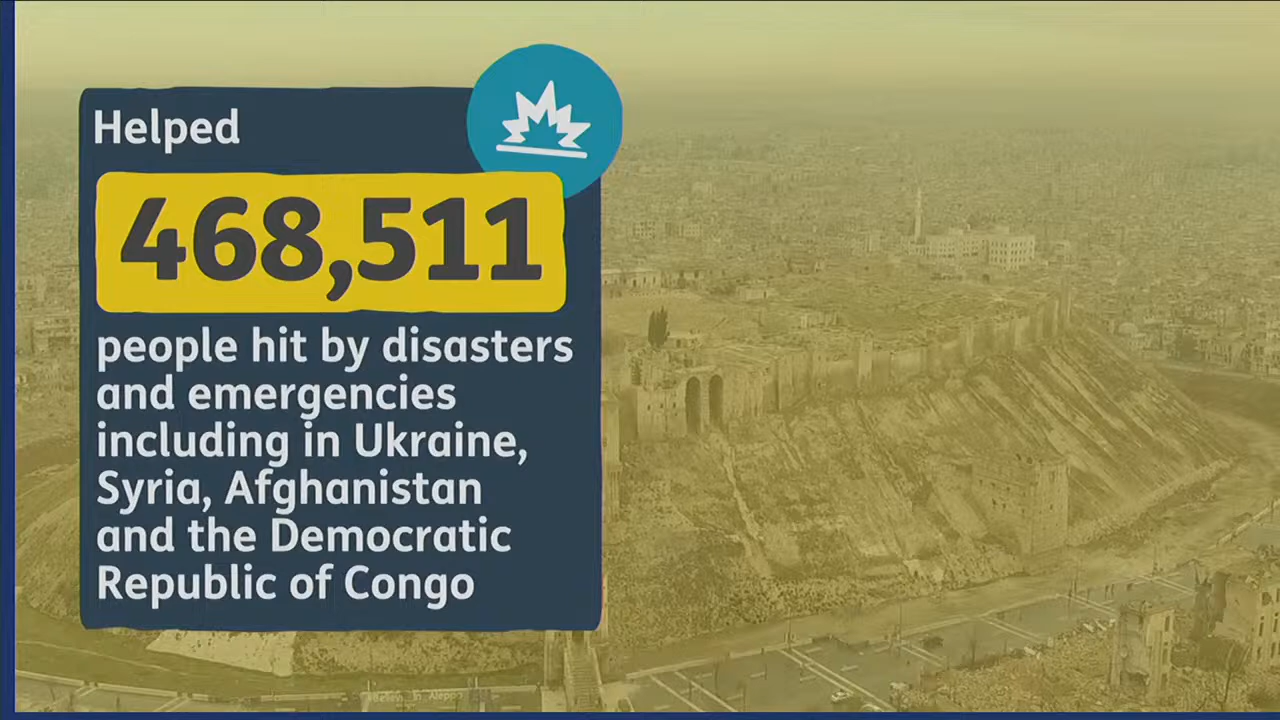 Helped
468,511
people hit by disasters
and emergencies
including in Ukraine,
Syria, Afghanistan
and the Democratic
Republic of Congo
Aleppo